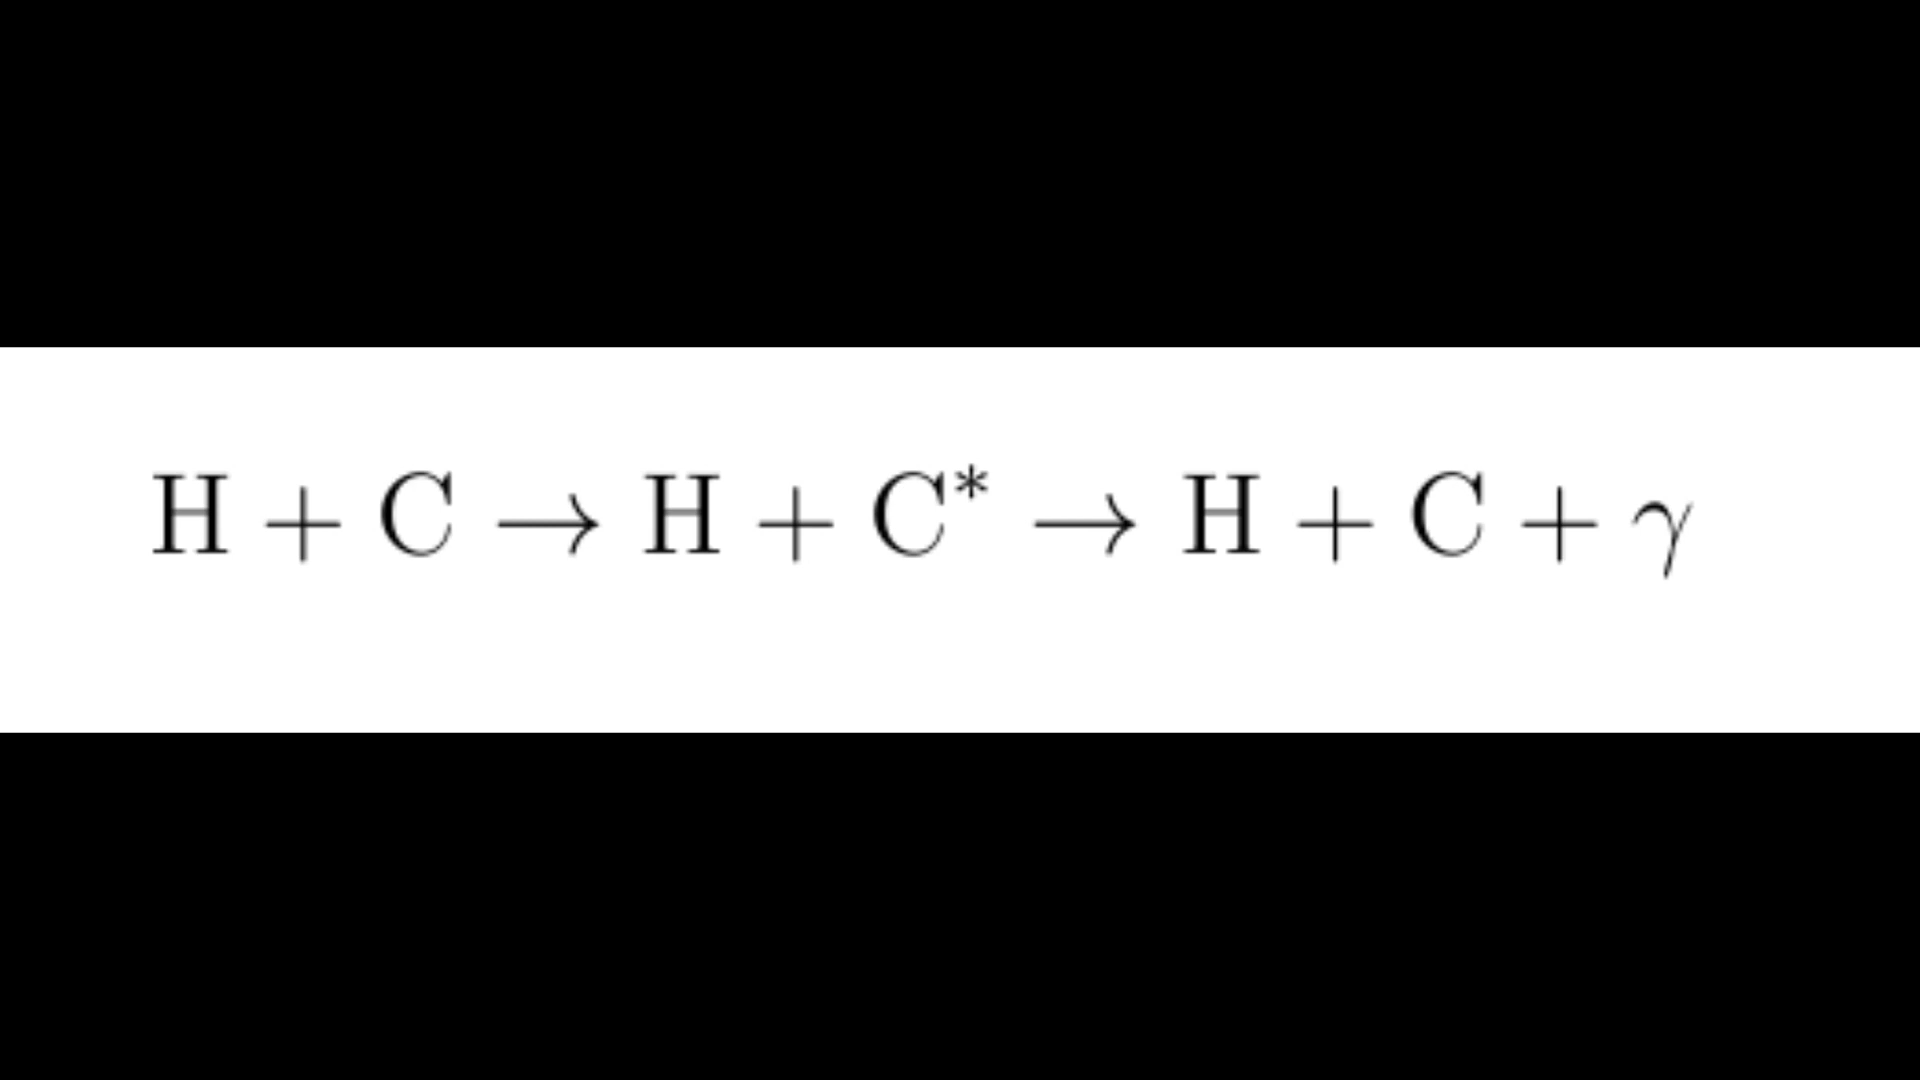 H + C → H + C* → H + C + γ